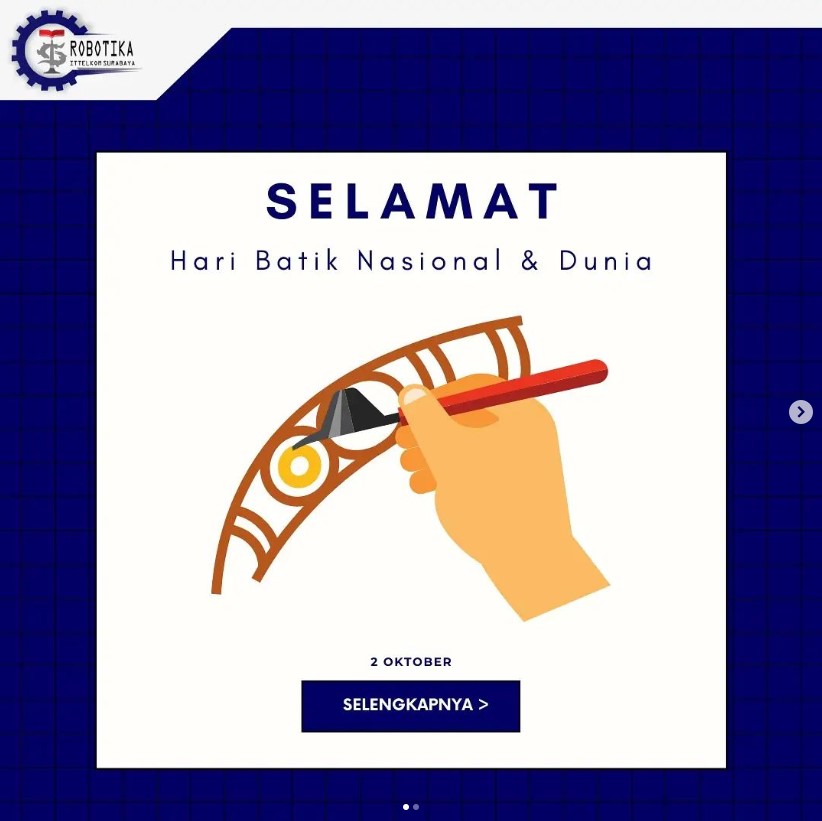 ROBOTIKA
ITTELKOM SURABAYA
SELAMAT
Hari Batik Nasional & Dunia
2 OKTOBER
SELENGKAPNYA >